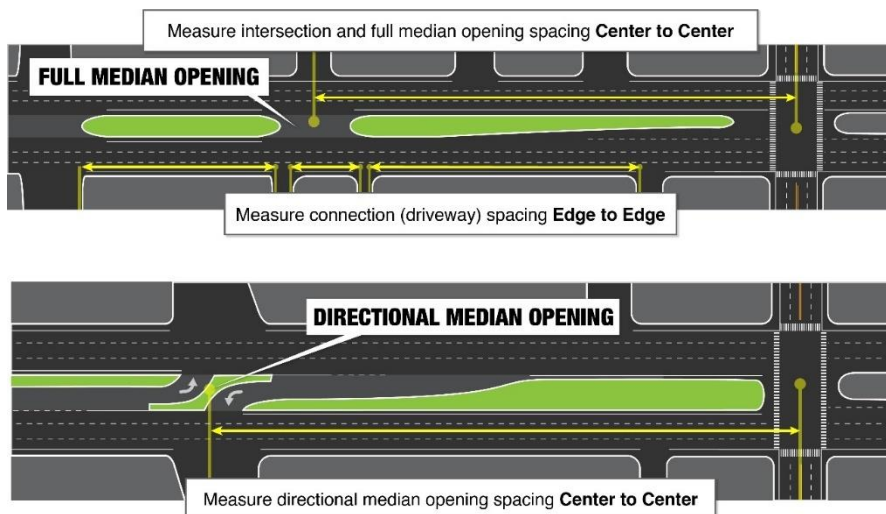 Measure intersection and full median opening spacing Center to Center
FULL MEDIAN OPENING
Measure connection (driveway) spacing Edge to Edge
DIRECTIONAL MEDIAN OPENING
Measure directional median opening spacing Center to Center